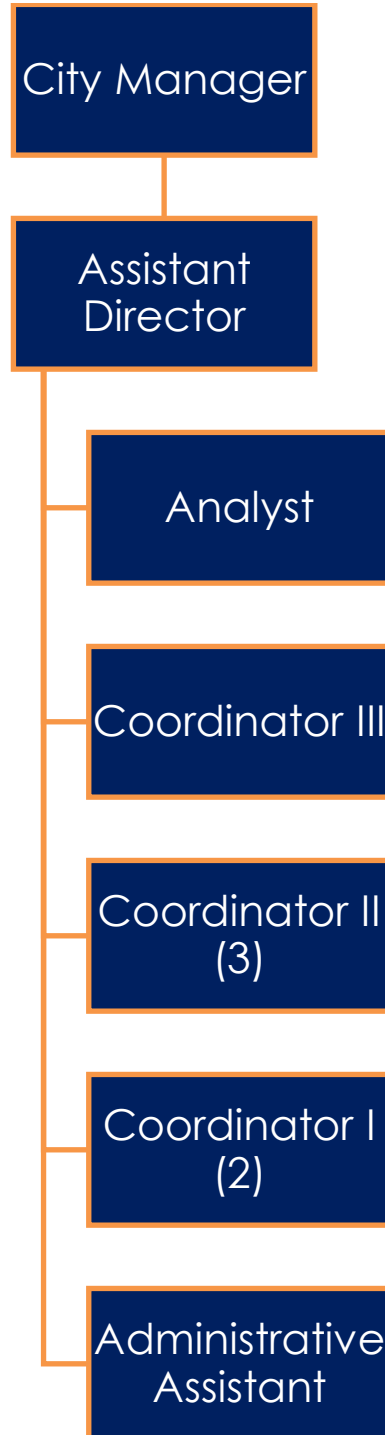 City Manager
Assistant
Director
Analyst
Coordinator III
Coordinator II
(3)
Coordinator I
(2)
Administrative
Assistant